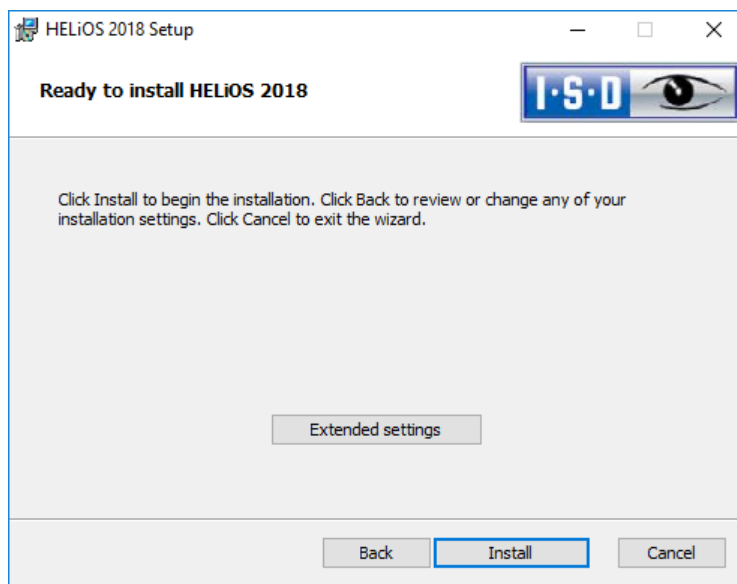 HELiOS 2018 Setup
Ready to install HELiOS 2018
I·S·D
Click Install to begin the installation. Click Back to review or change any of your
installation settings. Click Cancel to exit the wizard.
Extended settings
Back
Install
Cancel